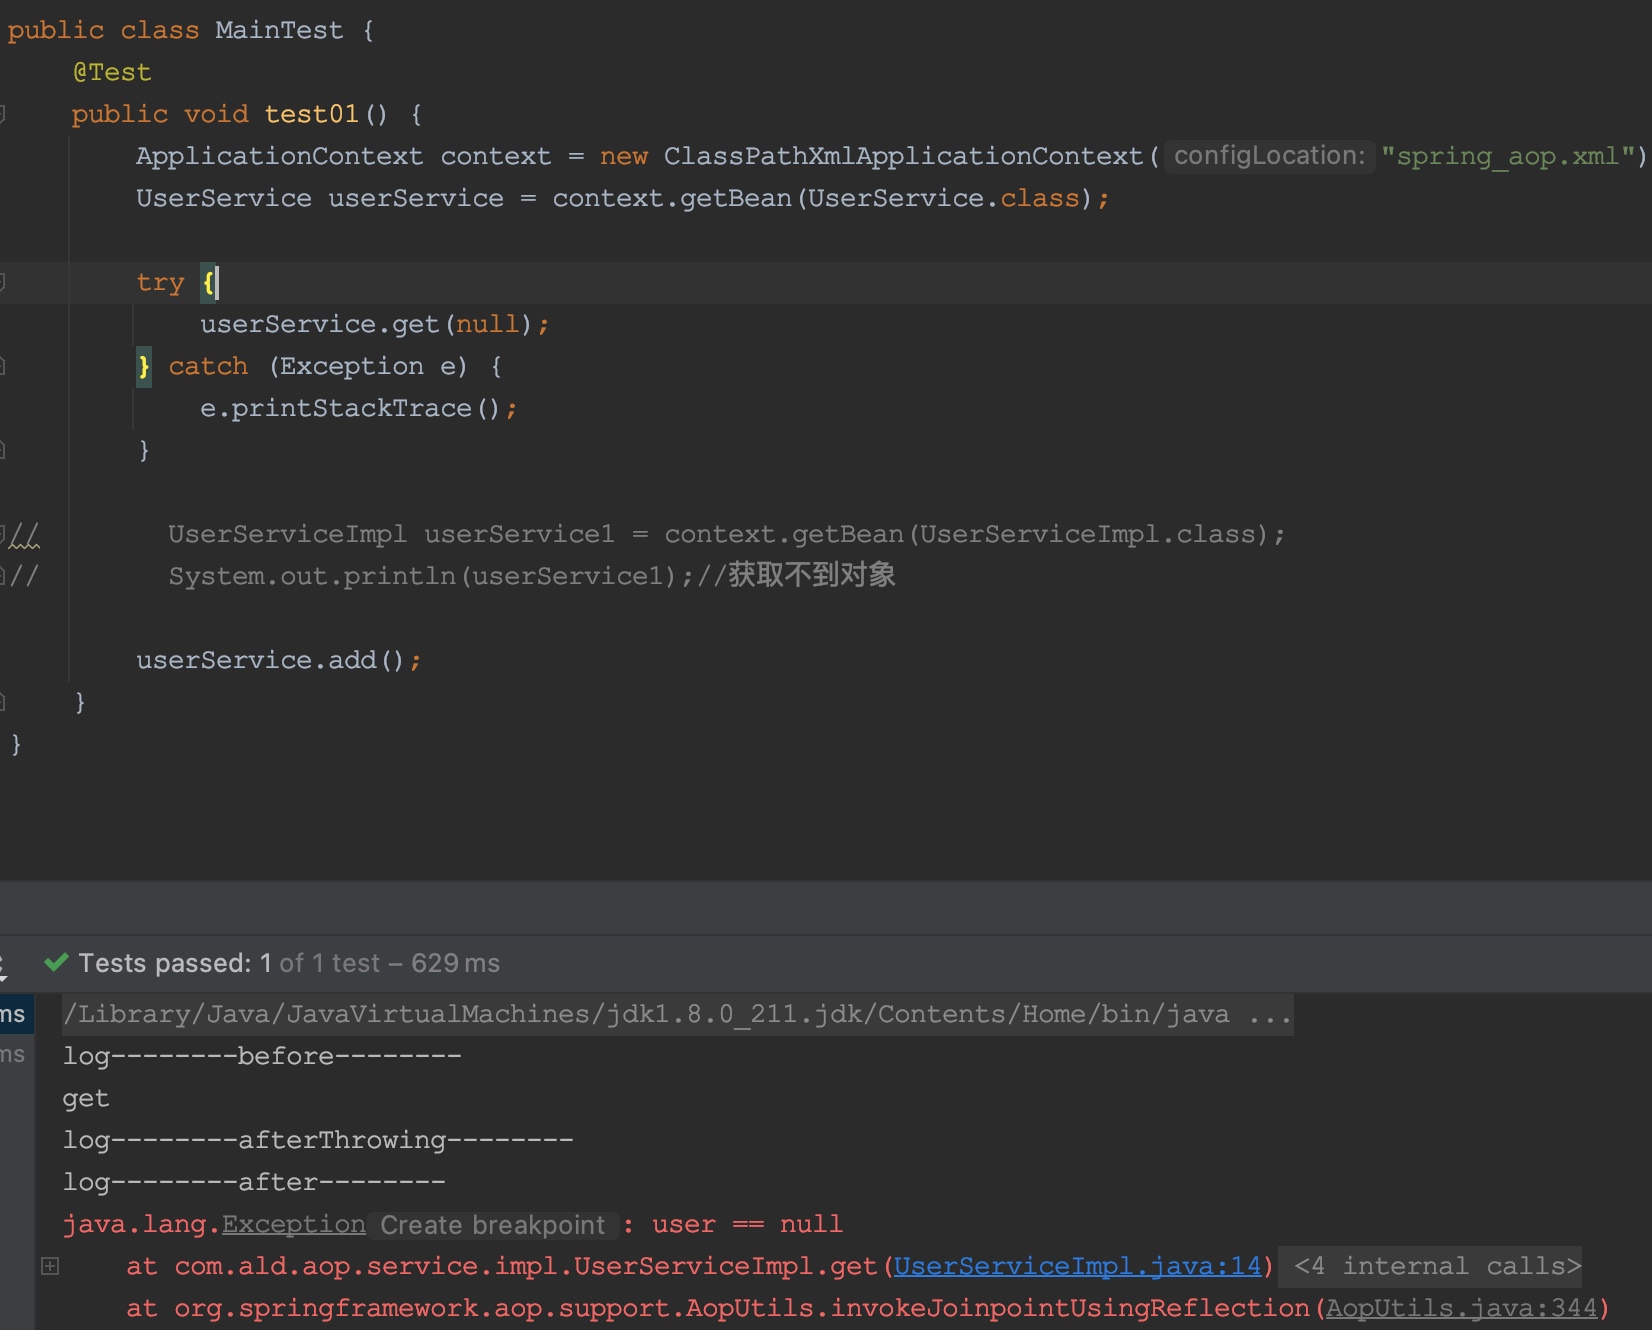 public class MainTest {
@Test
public void test01() {
ApplicationContext context = new ClassPathXmlApplicationContext( configLocation: "spring_aop.xml")
UserService userService = context.getBean(UserService.class);
try {
userService.get(null);
} catch (Exception e) {
e.printStackTrace();
}
// UserServiceImpl userService1 = context.getBean(UserServiceImpl.class);
// System.out.println(userService1);//获取不到对象
userService.add();
}
}
Tests passed: 1 of 1 test – 629 ms
ms /Library/Java/JavaVirtualMachines/jdk1.8.0_211.jdk/Contents/Home/bin/java ...
ms log--------before--------
get
log--------afterThrowing--------
log--------after--------
java.lang.Exception Create breakpoint : user == null
at com.ald.aop.service.impl.UserServiceImpl.get(UserServiceImpl.java:14) <4 internal calls>
at org.springframework.aop.support.AopUtils.invokeJoinpointUsingReflection(AopUtils.java:344)